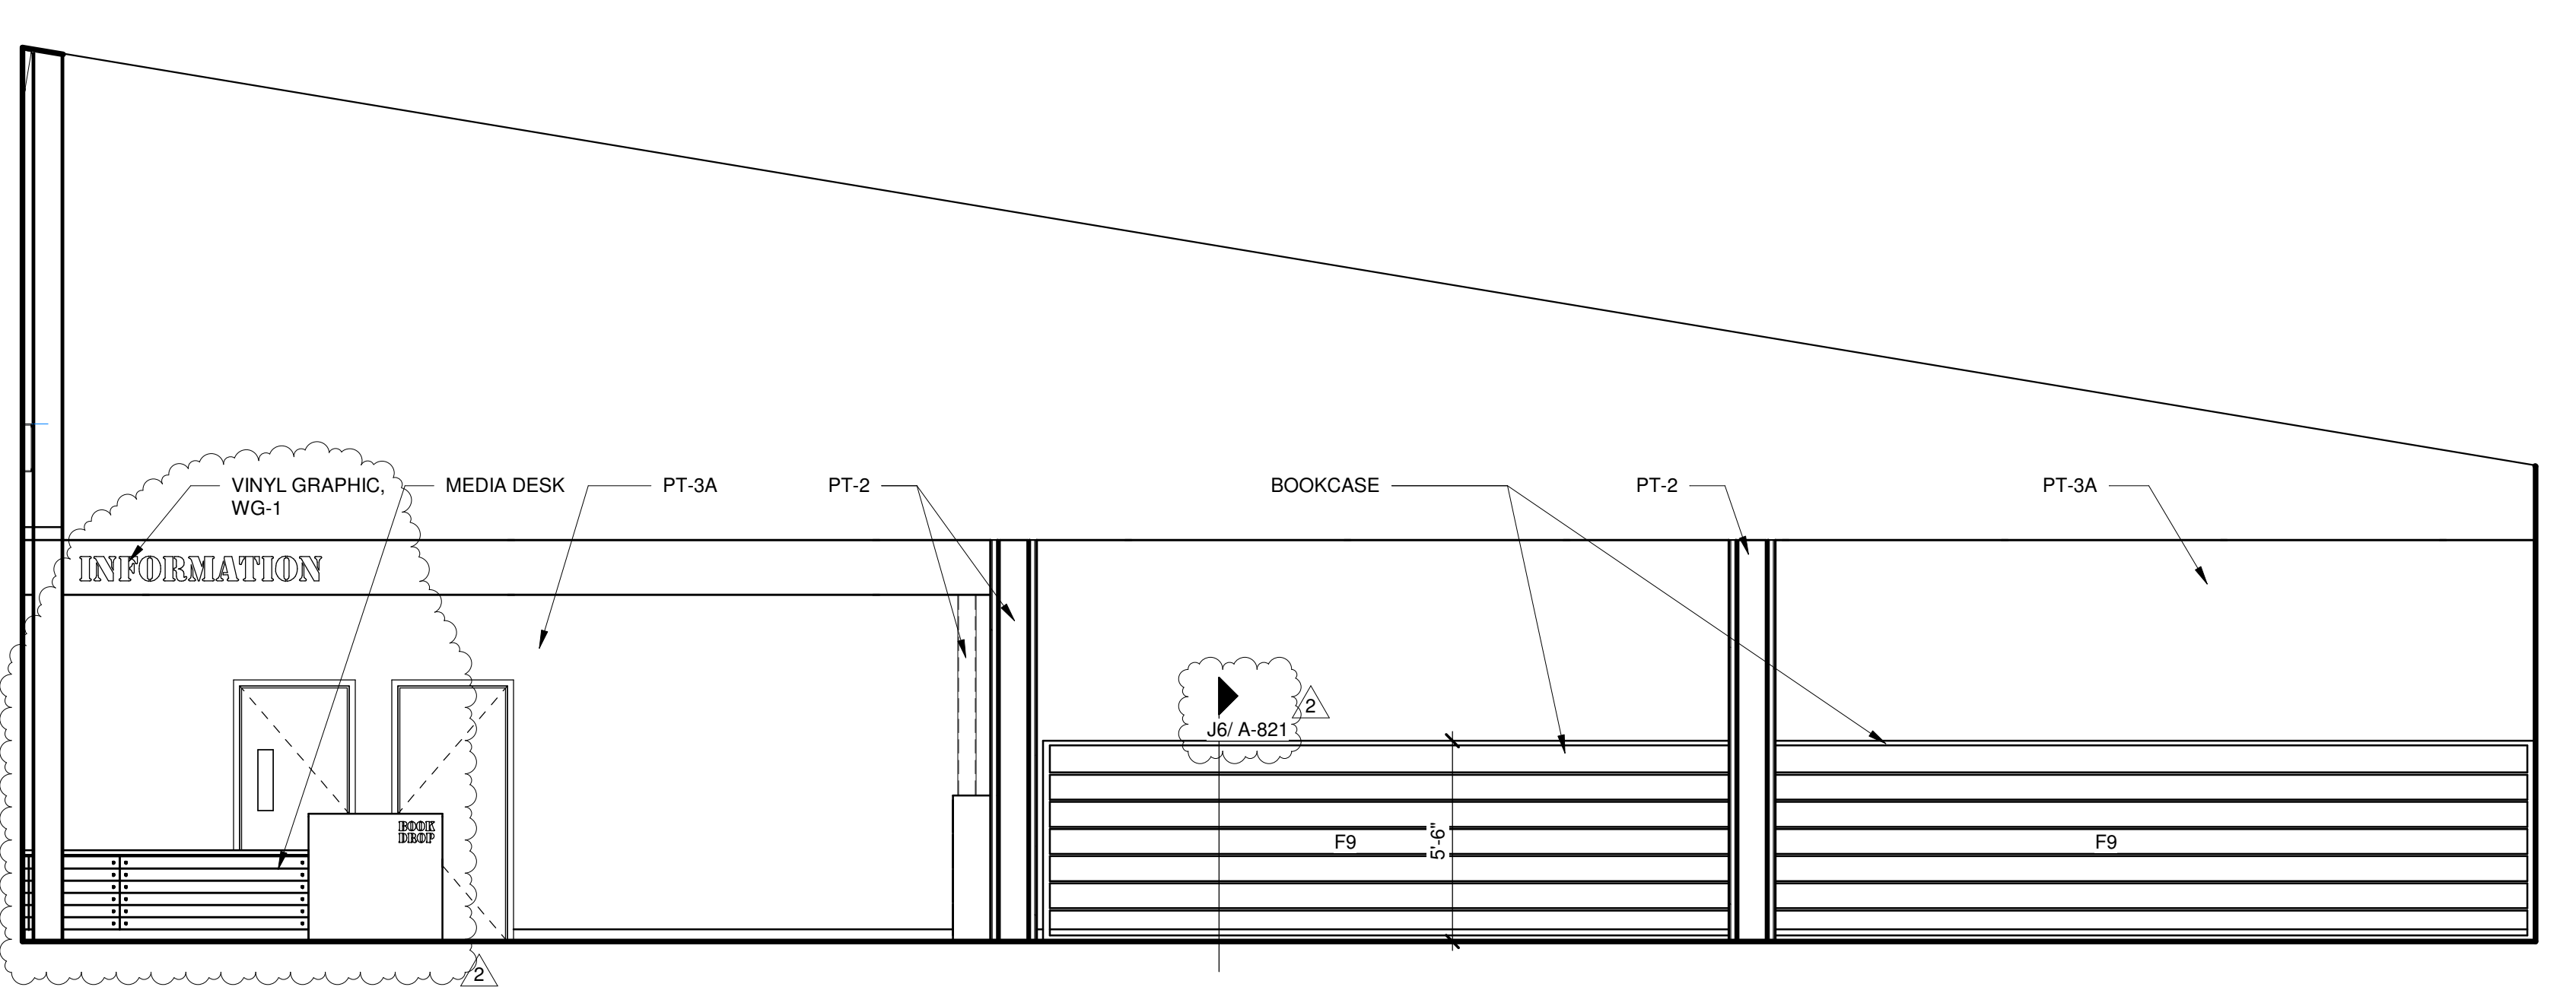 VINYL GRAPHIC,
WG-1
MEDIA DESK
PT-3A
PT-2
BOOKCASE
PT-2
PT-3A
INFORMATION
2
J6/ A-821
BOOK
DROP
F9
5'-6"
F9
2